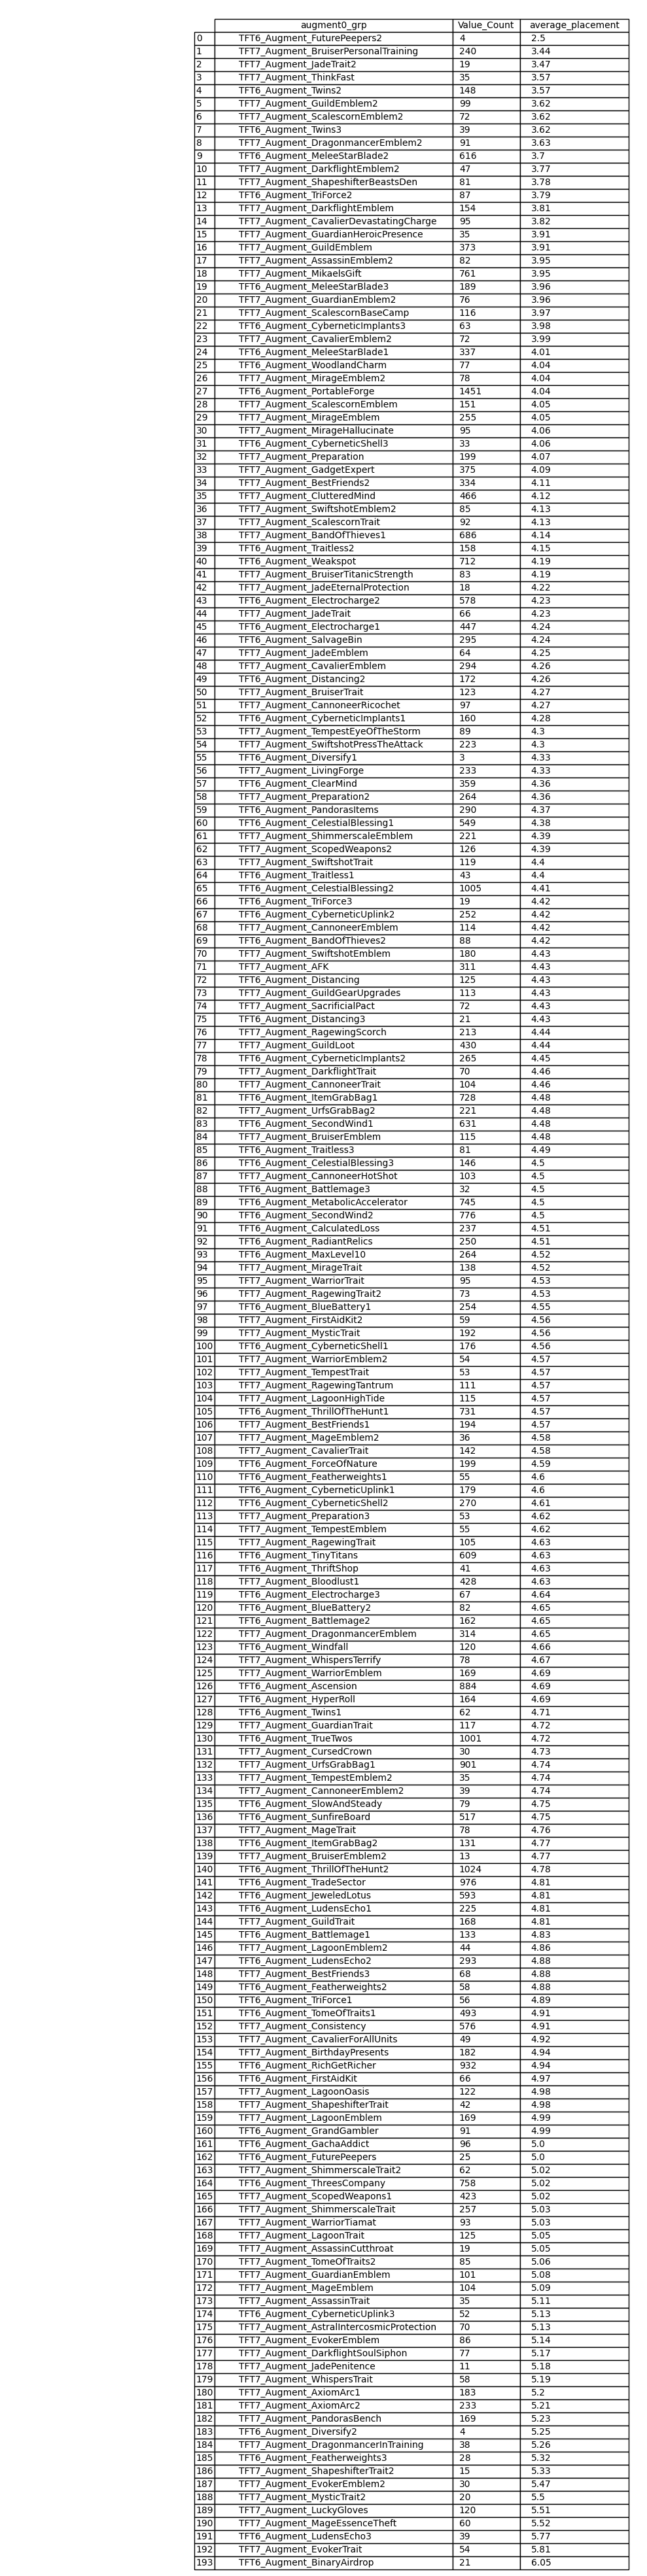 augment0_grp Value_Count average_placement
0 TFT6_Augment_FuturePeepers2 4 2.5
1 TFT7_Augment_BruiserPersonalTraining 240 3.44
2 TFT7_Augment_JadeTrait2 19 3.47
3 TFT7_Augment_ThinkFast 35 3.57
4 TFT6_Augment_Twins2 148 3.57
5 TFT7_Augment_GuildEmblem2 99 3.62
6 TFT7_Augment_ScalescornEmblem2 72 3.62
7 TFT6_Augment_Twins3 39 3.62
8 TFT7_Augment_DragonmancerEmblem2 91 3.63
9 TFT6_Augment_MeleeStarBlade2 616 3.7
10 TFT7_Augment_DarkflightEmblem2 47 3.77
11 TFT7_Augment_ShapeshifterBeastsDen 81 3.78
12 TFT6_Augment_TriForce2 87 3.79
13 TFT7_Augment_DarkflightEmblem 154 3.81
14 TFT7_Augment_CavalierDevastatingCharge 95 3.82
15 TFT7_Augment_GuardianHeroicPresence 35 3.91
16 TFT7_Augment_GuildEmblem 373 3.91
17 TFT7_Augment_AssassinEmblem2 82 3.95
18 TFT7_Augment_MikaelsGift 761 3.95
19 TFT6_Augment_MeleeStarBlade3 189 3.96
20 TFT7_Augment_GuardianEmblem2 76 3.96
21 TFT7_Augment_ScalescornBaseCamp 116 3.97
22 TFT6_Augment_CyberneticImplants3 63 3.98
23 TFT7_Augment_CavalierEmblem2 72 3.99
24 TFT6_Augment_MeleeStarBlade1 337 4.01
25 TFT6_Augment_WoodlandCharm 77 4.04
26 TFT7_Augment_MirageEmblem2 78 4.04
27 TFT6_Augment_PortableForge 1451 4.04
28 TFT7_Augment_ScalescornEmblem 151 4.05
29 TFT7_Augment_MirageEmblem 255 4.05
30 TFT7_Augment_MirageHallucinate 95 4.06
31 TFT6_Augment_CyberneticShell3 33 4.06
32 TFT7_Augment_Preparation 199 4.07
33 TFT7_Augment_GadgetExpert 375 4.09
34 TFT7_Augment_BestFriends2 334 4.11
35 TFT6_Augment_ClutteredMind 466 4.12
36 TFT7_Augment_SwiftshotEmblem2 85 4.13
37 TFT7_Augment_ScalescornTrait 92 4.13
38 TFT6_Augment_BandOfThieves1 686 4.14
39 TFT6_Augment_Traitless2 158 4.15
40 TFT6_Augment_Weakspot 712 4.19
41 TFT7_Augment_BruiserTitanicStrength 83 4.19
42 TFT7_Augment_JadeEternalProtection 18 4.22
43 TFT6_Augment_Electrocharge2 578 4.23
44 TFT7_Augment_JadeTrait 66 4.23
45 TFT6_Augment_Electrocharge1 447 4.24
46 TFT6_Augment_SalvageBin 295 4.24
47 TFT7_Augment_JadeEmblem 64 4.25
48 TFT7_Augment_CavalierEmblem 294 4.26
49 TFT6_Augment_Distancing2 172 4.26
50 TFT7_Augment_BruiserTrait 123 4.27
51 TFT7_Augment_CannoneerRicochet 97 4.27
52 TFT6_Augment_CyberneticImplants1 160 4.28
53 TFT7_Augment_TempestEyeOfTheStorm 89 4.3
54 TFT7_Augment_SwiftshotPressTheAttack 223 4.3
55 TFT6_Augment_Diversify1 3 4.33
56 TFT7_Augment_LivingForge 233 4.33
57 TFT6_Augment_ClearMind 359 4.36
58 TFT7_Augment_Preparation2 264 4.36
59 TFT6_Augment_PandorasItems 290 4.37
60 TFT6_Augment_CelestialBlessing1 549 4.38
61 TFT7_Augment_ShimmerscaleEmblem 221 4.39
62 TFT7_Augment_ScopedWeapons2 126 4.39
63 TFT7_Augment_SwiftshotTrait 119 4.4
64 TFT6_Augment_Traitless1 43 4.4
65 TFT6_Augment_CelestialBlessing2 1005 4.41
66 TFT6_Augment_TriForce3 19 4.42
67 TFT6_Augment_CyberneticUplink2 252 4.42
68 TFT7_Augment_CannoneerEmblem 114 4.42
69 TFT6_Augment_BandOfThieves2 88 4.42
70 TFT7_Augment_SwiftshotEmblem 180 4.43
71 TFT7_Augment_AFK 311 4.43
72 TFT6_Augment_Distancing 125 4.43
73 TFT7_Augment_GuildGearUpgrades 113 4.43
74 TFT7_Augment_SacrificialPact 72 4.43
75 TFT6_Augment_Distancing3 21 4.43
76 TFT7_Augment_RagewingScorch 213 4.44
77 TFT7_Augment_GuildLoot 430 4.44
78 TFT6_Augment_CyberneticImplants2 265 4.45
79 TFT7_Augment_DarkflightTrait 70 4.46
80 TFT7_Augment_CannoneerTrait 104 4.46
81 TFT6_Augment_ItemGrabBag1 728 4.48
82 TFT7_Augment_UrfsGrabBag2 221 4.48
83 TFT6_Augment_SecondWind1 631 4.48
84 TFT7_Augment_BruiserEmblem 115 4.48
85 TFT6_Augment_Traitless3 81 4.49
86 TFT6_Augment_CelestialBlessing3 146 4.5
87 TFT7_Augment_CannoneerHotShot 103 4.5
88 TFT6_Augment_Battlemage3 32 4.5
89 TFT6_Augment_MetabolicAccelerator 745 4.5
90 TFT6_Augment_SecondWind2 776 4.5
91 TFT6_Augment_CalculatedLoss 237 4.51
92 TFT6_Augment_RadiantRelics 250 4.51
93 TFT6_Augment_MaxLevel10 264 4.52
94 TFT7_Augment_MirageTrait 138 4.52
95 TFT7_Augment_WarriorTrait 95 4.53
96 TFT7_Augment_RagewingTrait2 73 4.53
97 TFT6_Augment_BlueBattery1 254 4.55
98 TFT7_Augment_FirstAidKit2 59 4.56
99 TFT7_Augment_MysticTrait 192 4.56
100 TFT6_Augment_CyberneticShell1 176 4.56
101 TFT7_Augment_WarriorEmblem2 54 4.57
102 TFT7_Augment_TempestTrait 53 4.57
103 TFT7_Augment_RagewingTantrum 111 4.57
104 TFT7_Augment_LagoonHighTide 115 4.57
105 TFT6_Augment_ThrillOfTheHunt1 731 4.57
106 TFT7_Augment_BestFriends1 194 4.57
107 TFT7_Augment_MageEmblem2 36 4.58
108 TFT7_Augment_CavalierTrait 142 4.58
109 TFT6_Augment_ForceOfNature 199 4.59
110 TFT6_Augment_Featherweights1 55 4.6
111 TFT6_Augment_CyberneticUplink1 179 4.6
112 TFT6_Augment_CyberneticShell2 270 4.61
113 TFT7_Augment_Preparation3 53 4.62
114 TFT7_Augment_TempestEmblem 55 4.62
115 TFT7_Augment_RagewingTrait 105 4.63
116 TFT6_Augment_TinyTitans 609 4.63
117 TFT6_Augment_ThriftShop 41 4.63
118 TFT7_Augment_Bloodlust1 428 4.63
119 TFT6_Augment_Electrocharge3 67 4.64
120 TFT6_Augment_BlueBattery2 82 4.65
121 TFT6_Augment_Battlemage2 162 4.65
122 TFT7_Augment_DragonmancerEmblem 314 4.65
123 TFT6_Augment_Windfall 120 4.66
124 TFT7_Augment_WhispersTerrify 78 4.67
125 TFT7_Augment_WarriorEmblem 169 4.69
126 TFT6_Augment_Ascension 884 4.69
127 TFT6_Augment_HyperRoll 164 4.69
128 TFT6_Augment_Twins1 62 4.71
129 TFT7_Augment_GuardianTrait 117 4.72
130 TFT6_Augment_TrueTwos 1001 4.72
131 TFT7_Augment_CursedCrown 30 4.73
132 TFT7_Augment_UrfsGrabBag1 901 4.74
133 TFT7_Augment_TempestEmblem2 35 4.74
134 TFT7_Augment_CannoneerEmblem2 39 4.74
135 TFT6_Augment_SlowAndSteady 79 4.75
136 TFT6_Augment_SunfireBoard 517 4.75
137 TFT7_Augment_MageTrait 78 4.76
138 TFT6_Augment_ItemGrabBag2 131 4.77
139 TFT7_Augment_BruiserEmblem2 13 4.77
140 TFT6_Augment_ThrillOfTheHunt2 1024 4.78
141 TFT6_Augment_TradeSector 976 4.81
142 TFT6_Augment_JeweledLotus 593 4.81
143 TFT6_Augment_LudensEcho1 225 4.81
144 TFT7_Augment_GuildTrait 168 4.81
145 TFT6_Augment_Battlemage1 133 4.83
146 TFT7_Augment_LagoonEmblem2 44 4.86
147 TFT6_Augment_LudensEcho2 293 4.88
148 TFT7_Augment_BestFriends3 68 4.88
149 TFT6_Augment_Featherweights2 58 4.88
150 TFT6_Augment_TriForce1 56 4.89
151 TFT6_Augment_TomeOfTraits1 493 4.91
152 TFT7_Augment_Consistency 576 4.91
153 TFT7_Augment_CavalierForAllUnits 49 4.92
154 TFT7_Augment_BirthdayPresents 182 4.94
155 TFT6_Augment_RichGetRicher 932 4.94
156 TFT6_Augment_FirstAidKit 66 4.97
157 TFT7_Augment_LagoonOasis 122 4.98
158 TFT7_Augment_ShapeshifterTrait 42 4.98
159 TFT7_Augment_LagoonEmblem 169 4.99
160 TFT6_Augment_GrandGambler 91 4.99
161 TFT7_Augment_GachaAddict 96 5.0
162 TFT6_Augment_FuturePeepers 25 5.0
163 TFT7_Augment_ShimmerscaleTrait2 62 5.02
164 TFT6_Augment_ThreesCompany 758 5.02
165 TFT7_Augment_ScopedWeapons1 423 5.02
166 TFT7_Augment_ShimmerscaleTrait 257 5.03
167 TFT7_Augment_WarriorTiamat 93 5.03
168 TFT7_Augment_LagoonTrait 125 5.05
169 TFT7_Augment_AssassinCutthroat 19 5.05
170 TFT7_Augment_TomeOfTraits2 85 5.06
171 TFT7_Augment_GuardianEmblem 101 5.08
172 TFT7_Augment_MageEmblem 104 5.09
173 TFT7_Augment_AssassinTrait 35 5.11
174 TFT6_Augment_CyberneticUplink3 52 5.13
175 TFT7_Augment_AstralIntercosmicProtection 70 5.13
176 TFT7_Augment_EvokerEmblem 86 5.14
177 TFT7_Augment_DarkflightSoulSiphon 77 5.17
178 TFT7_Augment_JadePenitence 11 5.18
179 TFT7_Augment_WhispersTrait 58 5.19
180 TFT7_Augment_AxiomArc1 183 5.2
181 TFT7_Augment_AxiomArc2 233 5.21
182 TFT7_Augment_PandorasBench 169 5.23
183 TFT6_Augment_Diversify2 4 5.25
184 TFT7_Augment_DragonmancerInTraining 38 5.26
185 TFT6_Augment_Featherweights3 28 5.32
186 TFT7_Augment_ShapeshifterTrait2 15 5.33
187 TFT7_Augment_EvokerEmblem2 30 5.47
188 TFT7_Augment_MysticTrait2 20 5.5
189 TFT7_Augment_LuckyGloves 120 5.51
190 TFT7_Augment_MageEssenceTheft 60 5.52
191 TFT6_Augment_LudensEcho3 39 5.77
192 TFT7_Augment_EvokerTrait 54 5.81
193 TFT6_Augment_BinaryAirdrop 21 6.05